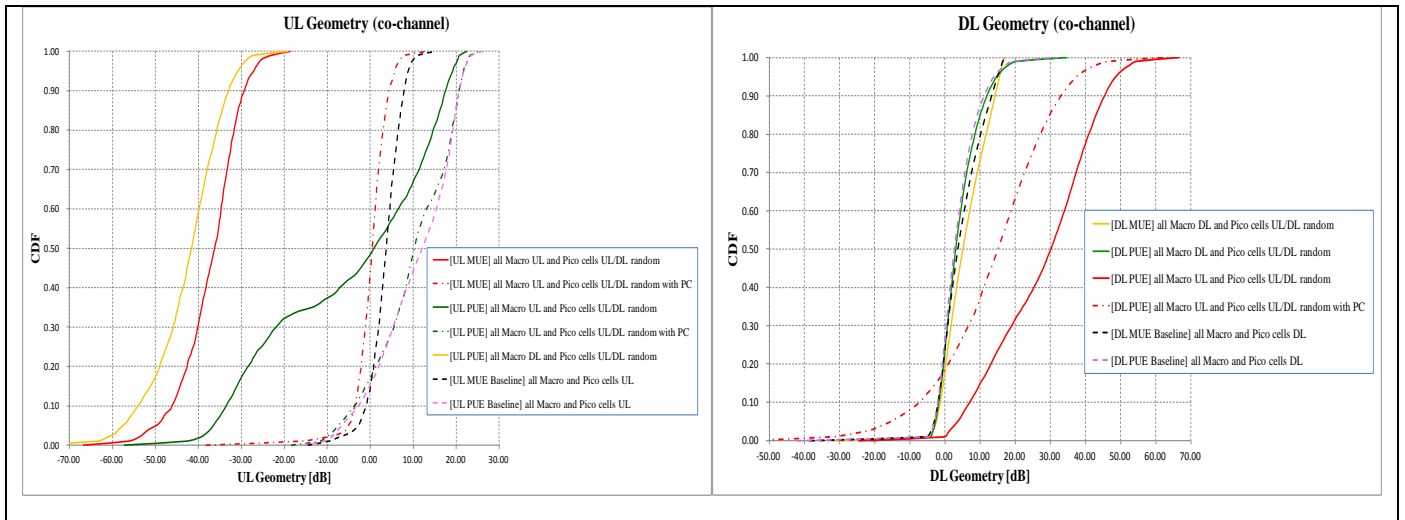 UL Geometry (co-channel)
1.00
0.90
0.80
0.70
0.60
0.50
0.40
0.30
0.20
0.10
0.00
CDF
-70.00 -60.00 -50.00 -40.00 -30.00 -20.00 -10.00 0.00 10.00 20.00 30.00
UL Geometry [dB]
[UL MUE] all Macro UL and Pico cells UL/DL random
[UL MUE] all Macro UL and Pico cells UL/DL random with PC
[UL PUE] all Macro UL and Pico cells UL/DL random
[UL PUE] all Macro UL and Pico cells UL/DL random with PC
[UL PUE] all Macro DL and Pico cells UL/DL random
[UL MUE Baseline] all Macro and Pico cells UL
[UL PUE Baseline] all Macro and Pico cells UL
DL Geometry (co-channel)
1.00
0.90
0.80
0.70
0.60
0.50
0.40
0.30
0.20
0.10
0.00
CDF
-50.00 -40.00 -30.00 -20.00 -10.00 0.00 10.00 20.00 30.00 40.00 50.00 60.00 70.00
DL Geometry [dB]
[DL MUE] all Macro DL and Pico cells UL/DL random
[DL PUE] all Macro DL and Pico cells UL/DL random
[DL PUE] all Macro UL and Pico cells UL/DL random
[DL PUE] all Macro UL and Pico cells UL/DL random with PC
[DL MUE Baseline] all Macro and Pico cells DL
[DL PUE Baseline] all Macro and Pico cells DL